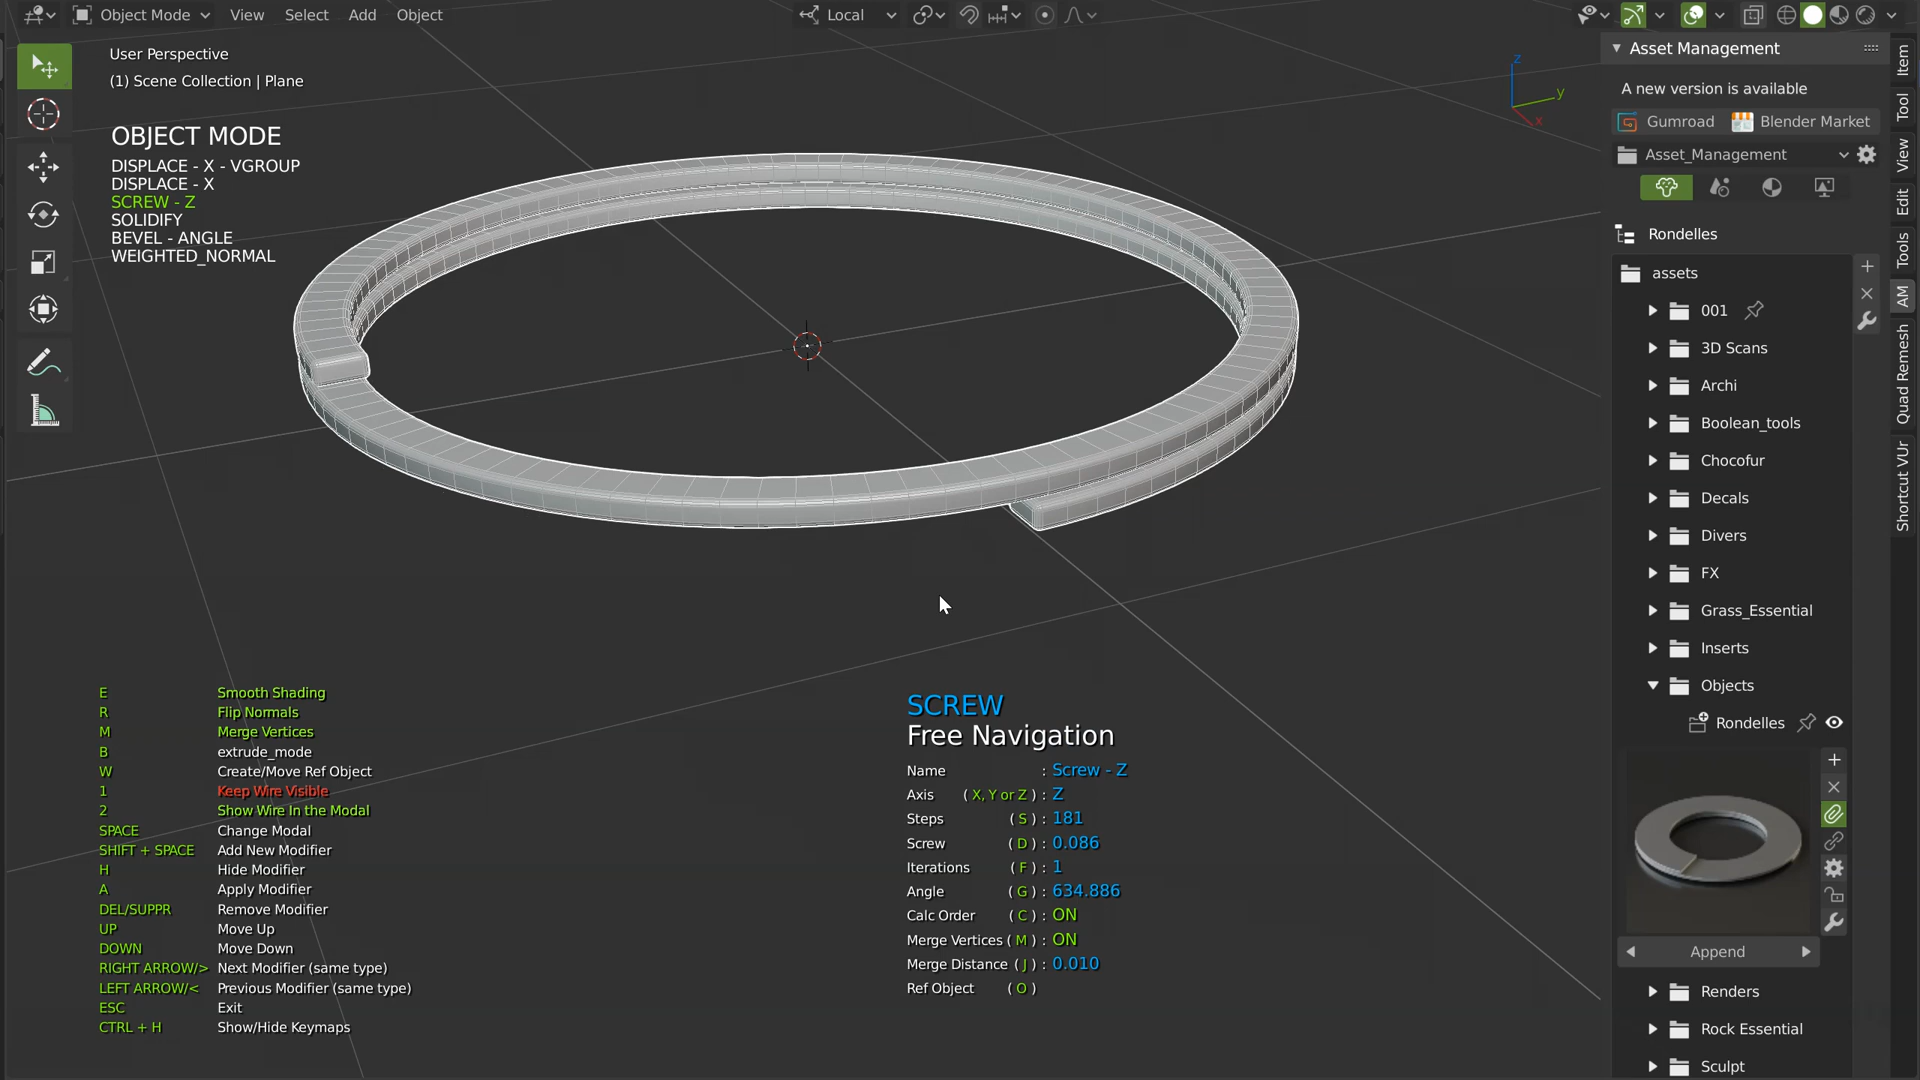 Object Mode
View
Select
Add
Object
Local
User Perspective
(1) Scene Collection | Plane
OBJECT MODE
DISPLACE - X - VGROUP
DISPLACE - X
SCREW - Z
SOLIDIFY
BEVEL - ANGLE
WEIGHTED_NORMAL
z
y
x
E Smooth Shading
R Flip Normals
M Merge Vertices
B extrude_mode
W Create/Move Ref Object
1 Keep Wire Visible
2 Show Wire In the Modal
SPACE Change Modal
SHIFT + SPACE Add New Modifier
H Hide Modifier
A Apply Modifier
DEL/SUPPR Remove Modifier
UP Move Up
DOWN Move Down
RIGHT ARROW/> Next Modifier (same type)
LEFT ARROW/< Previous Modifier (same type)
ESC Exit
CTRL + H Show/Hide Keymaps
SCREW
Free Navigation
Name : Screw - Z
Axis ( X, Y or Z ) : Z
Steps ( S ) : 181
Screw ( D ) : 0.086
Iterations ( F ) : 1
Angle ( G ) : 634.886
Calc Order ( C ) : ON
Merge Vertices ( M ) : ON
Merge Distance ( J ) : 0.010
Ref Object ( O )
Asset Management
A new version is available
Gumroad
Blender Market
Asset_Management
Rondelles
assets
001
3D Scans
Archi
Boolean_tools
Chocofur
Decals
Divers
FX
Grass_Essential
Inserts
Objects
Rondelles
Append
Renders
Rock Essential
Sculpt
Item
Tool
View
Edit
Tools
AM
Quad Remesh
Shortcut VUr